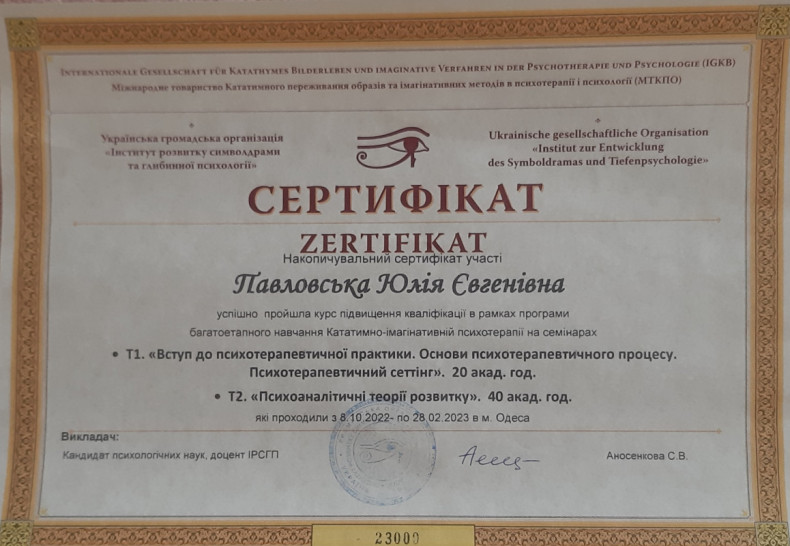 Internationale Gesellschaft für Katathymes Bilderleben und imaginative Verfahren in der Psychotherapie und Psychologie (IGKB)
Міжнародне товариство Кататимного переживання образів та імагінативних методів в психотерапії і психології (МТКПО)
Українська громадська організація
«Інститут розвитку символдрами
та глибинної психології»
Ukrainische gesellschaftliche Organisation
«Institut zur Entwicklung
des Symboldramas und Tiefenpsychologie»
СЕРТИФІКАТ
ZERTIFIKAT
Накопичувальний сертифікат участі
Павловська Юлія Євгенівна
успішно пройшла курс підвищення кваліфікації в рамках програми
багатоетапного навчання Кататимно-імагінативній психотерапії на семінарах
• Т1. «Вступ до психотерапевтичної практики. Основи психотерапевтичного процесу.
Психотерапевтичний сеттінг». 20 акад. год.
• Т2. «Психоаналітичні теорії розвитку». 40 акад. год.
які проходили з 8.10.2022- по 28.02.2023 в м. Одеса
Викладач:
Кандидат психологічних наук, доцент ІРСГП
Аносенкова С.В.
23009